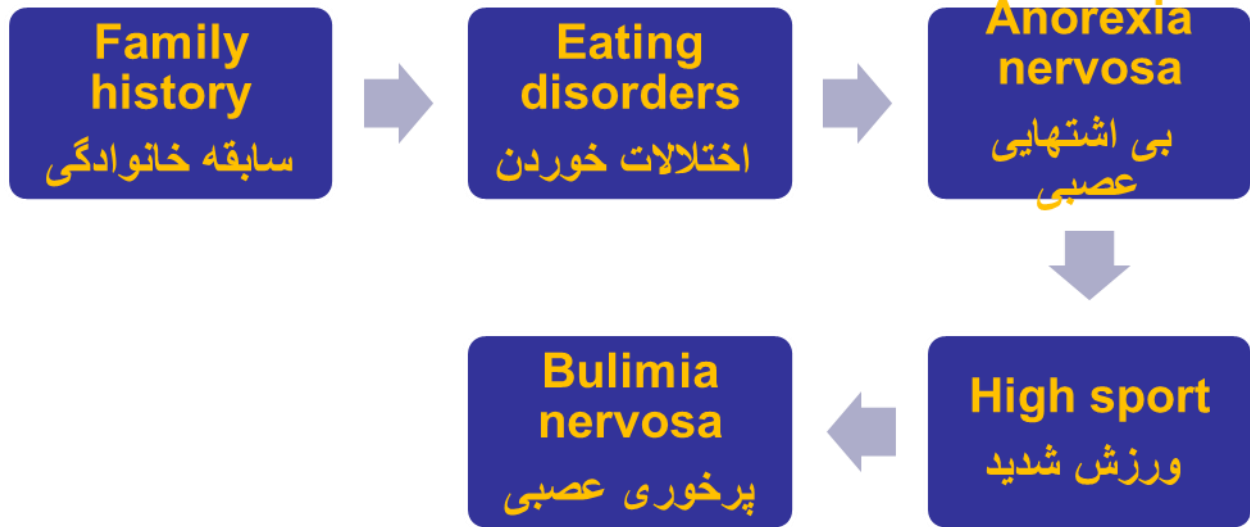 Family
history
سابقه خانوادگی
Eating
disorders
اختلالات خوردن
Anorexia
nervosa
بی اشتهایی
عصبی
High sport
ورزش شدید
Bulimia
nervosa
پرخوری عصبی